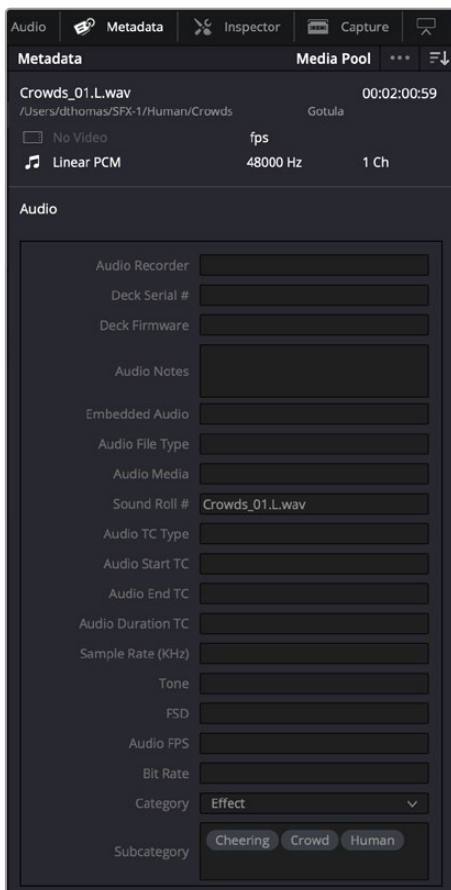 Audio Metadata Inspector Capture
Metadata Media Pool •••
Crowds_01.L.wav 00:02:00:59
/Users/dthomas/SFX-1/Human/Crowds Gotula
No Video fps
Linear PCM 48000 Hz 1 Ch
Audio
Audio Recorder
Deck Serial #
Deck Firmware
Audio Notes
Embedded Audio
Audio File Type
Audio Media
Sound Roll # Crowds_01.L.wav
Audio TC Type
Audio Start TC
Audio End TC
Audio Duration TC
Sample Rate (KHz)
Tone
FSD
Audio FPS
Bit Rate
Category Effect
Subcategory Cheering Crowd Human